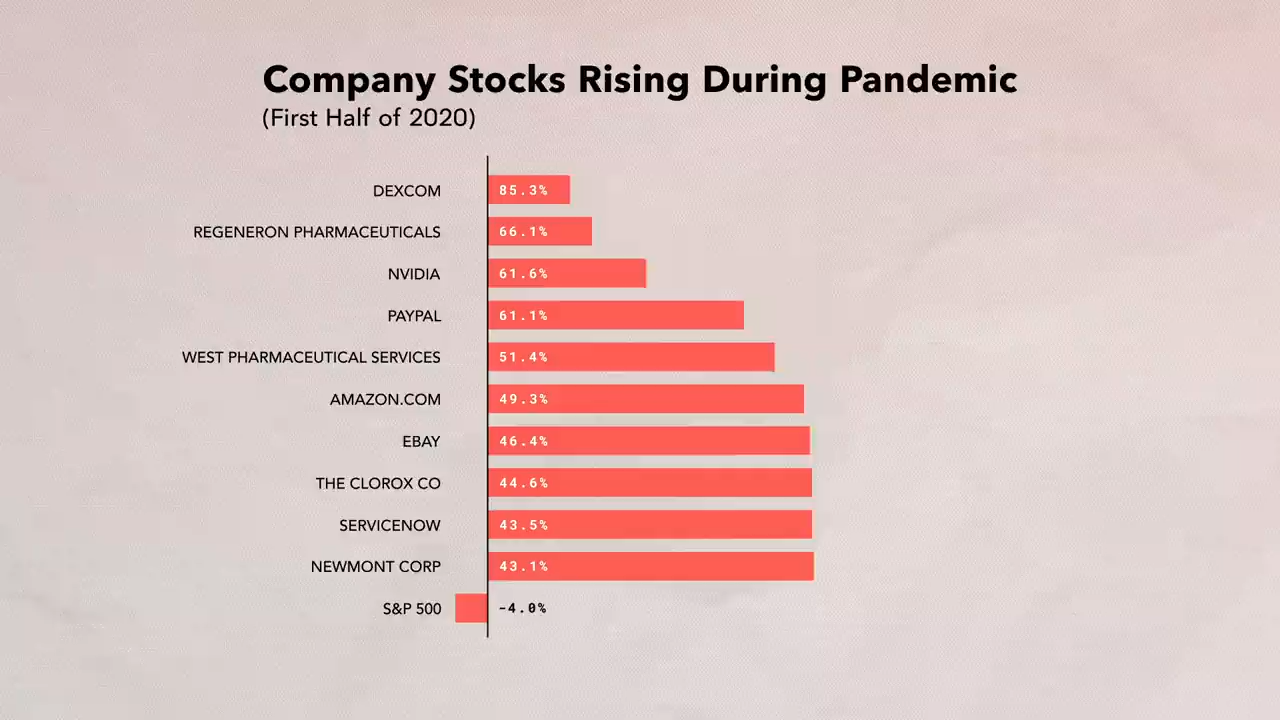 Company Stocks Rising During Pandemic
(First Half of 2020)
DEXCOM 85.3%
REGENERON PHARMACEUTICALS 66.1%
NVIDIA 61.6%
PAYPAL 61.1%
WEST PHARMACEUTICAL SERVICES 51.4%
AMAZON.COM 49.3%
EBAY 46.4%
THE CLOROX CO 44.6%
SERVICENOW 43.5%
NEWMONT CORP 43.1%
S&P 500 -4.0%